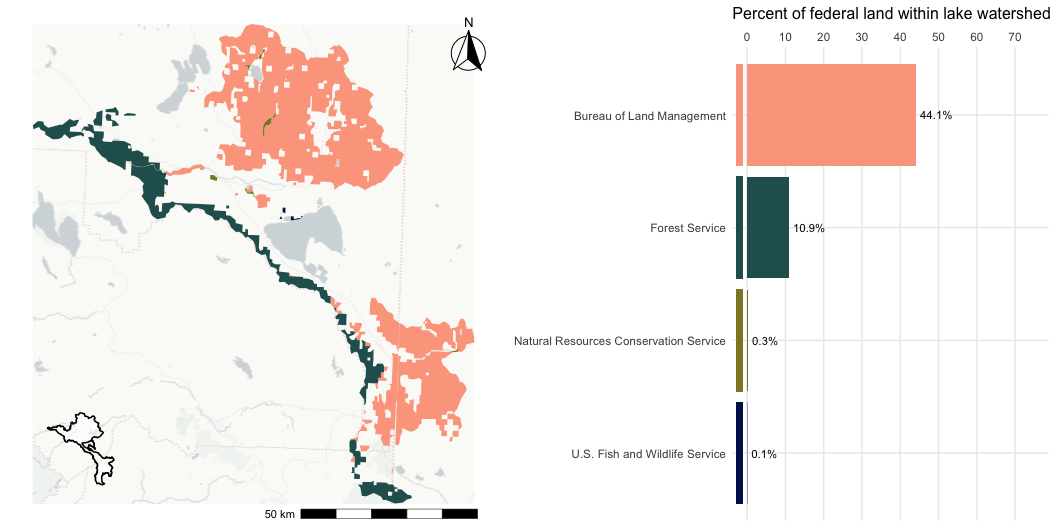 N
50 km
Percent of federal land within lake watershed
0 10 20 30 40 50 60 70
Bureau of Land Management 44.1%
Forest Service 10.9%
Natural Resources Conservation Service 0.3%
U.S. Fish and Wildlife Service 0.1%